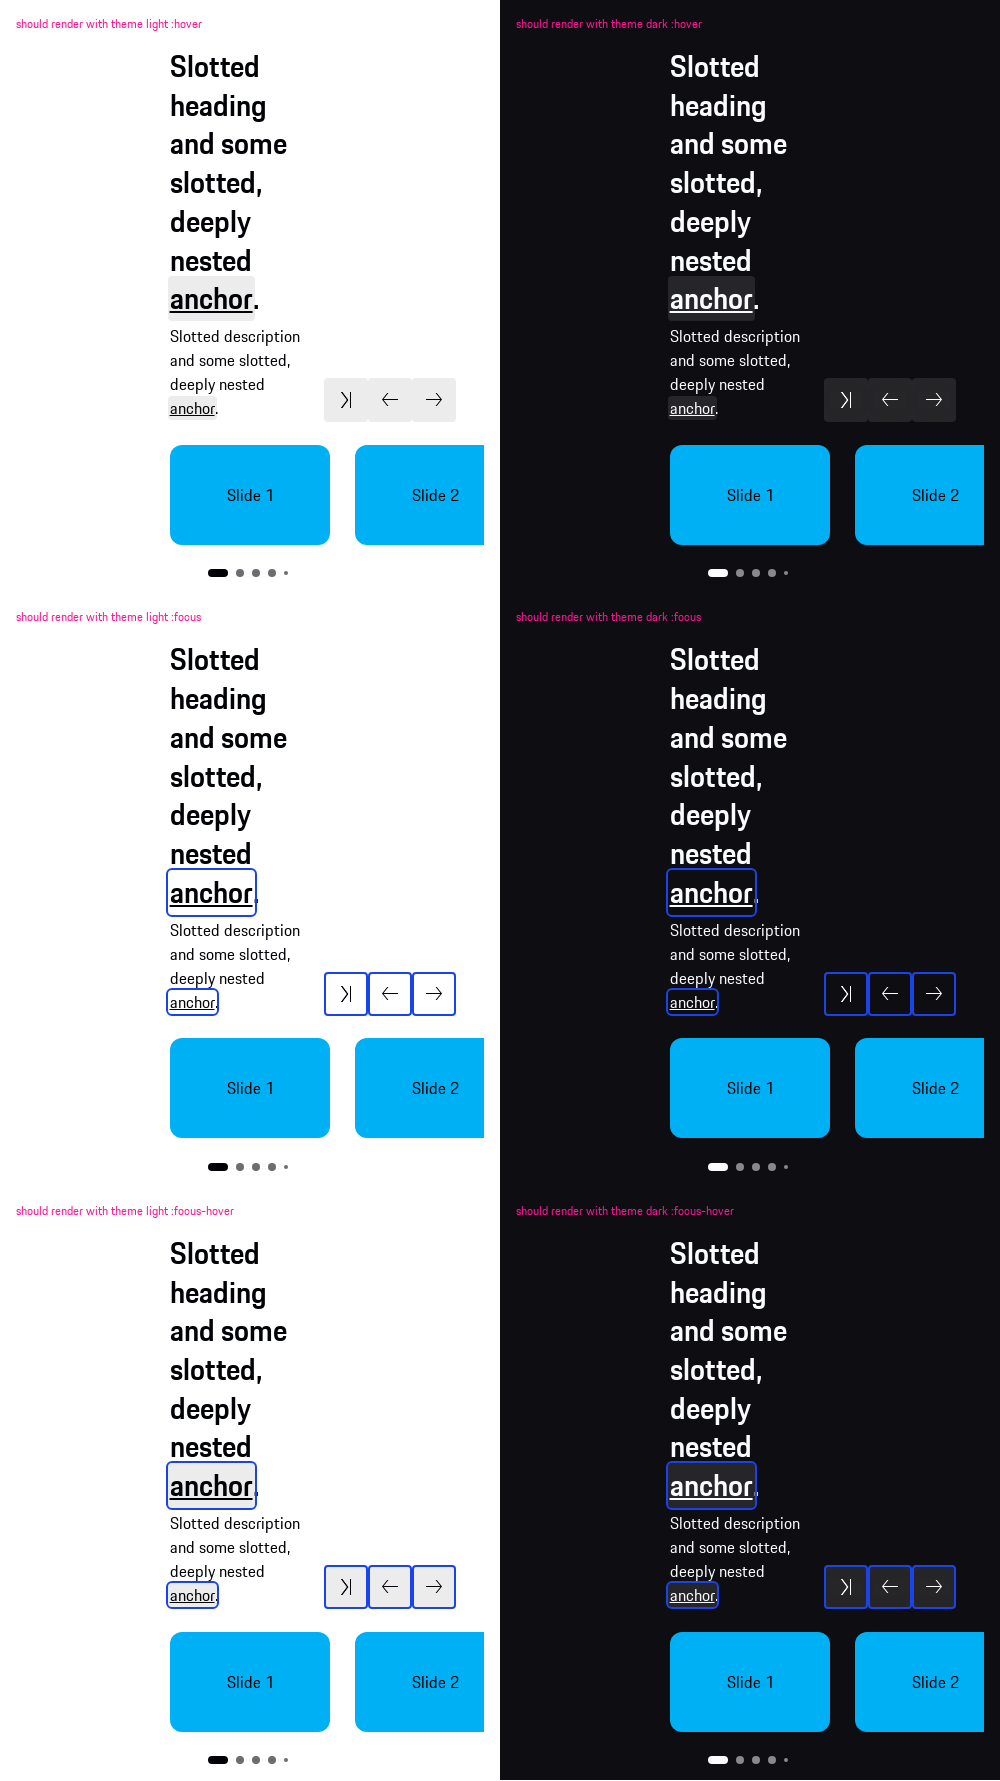 should render with theme light :hover
Slotted
heading
and some
slotted,
deeply
nested
anchor.
Slotted description
and some slotted,
deeply nested
anchor.
Slide 1
Slide 2
should render with theme dark :hover
Slotted
heading
and some
slotted,
deeply
nested
anchor.
Slotted description
and some slotted,
deeply nested
anchor.
Slide 1
Slide 2
should render with theme light :focus
Slotted
heading
and some
slotted,
deeply
nested
anchor.
Slotted description
and some slotted,
deeply nested
anchor.
Slide 1
Slide 2
should render with theme dark :focus
Slotted
heading
and some
slotted,
deeply
nested
anchor.
Slotted description
and some slotted,
deeply nested
anchor.
Slide 1
Slide 2
should render with theme light :focus-hover
Slotted
heading
and some
slotted,
deeply
nested
anchor.
Slotted description
and some slotted,
deeply nested
anchor.
Slide 1
Slide 2
should render with theme dark :focus-hover
Slotted
heading
and some
slotted,
deeply
nested
anchor.
Slotted description
and some slotted,
deeply nested
anchor.
Slide 1
Slide 2